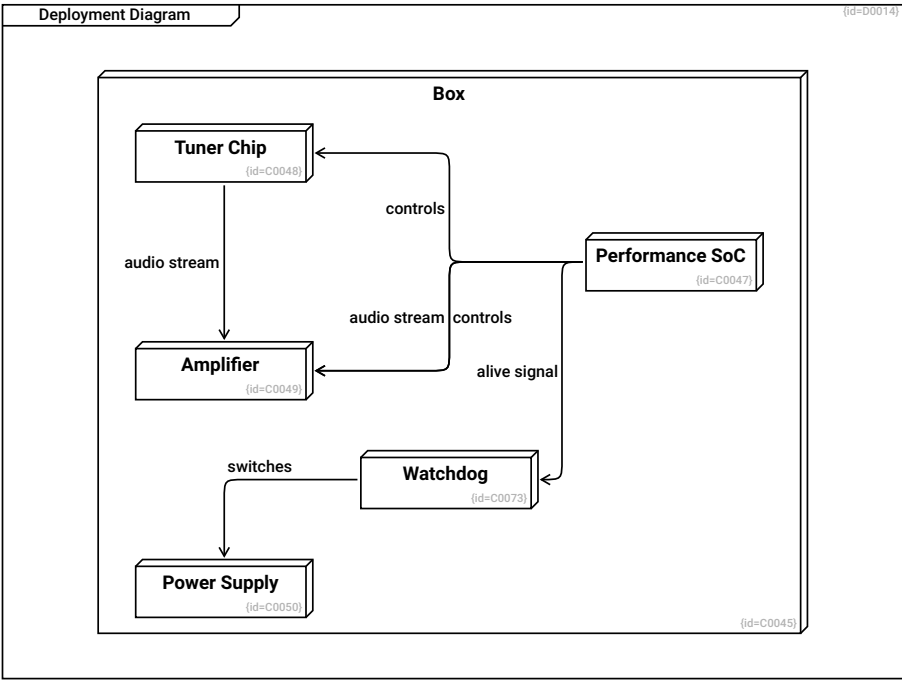 Deployment Diagram
{id=D0014}
Box
Tuner Chip
{id=C0048}
controls
Performance SoC
{id=C0047}
audio stream
audio stream
controls
Amplifier
{id=C0049}
alive signal
switches
Watchdog
{id=C0073}
Power Supply
{id=C0050}
{id=C0045}